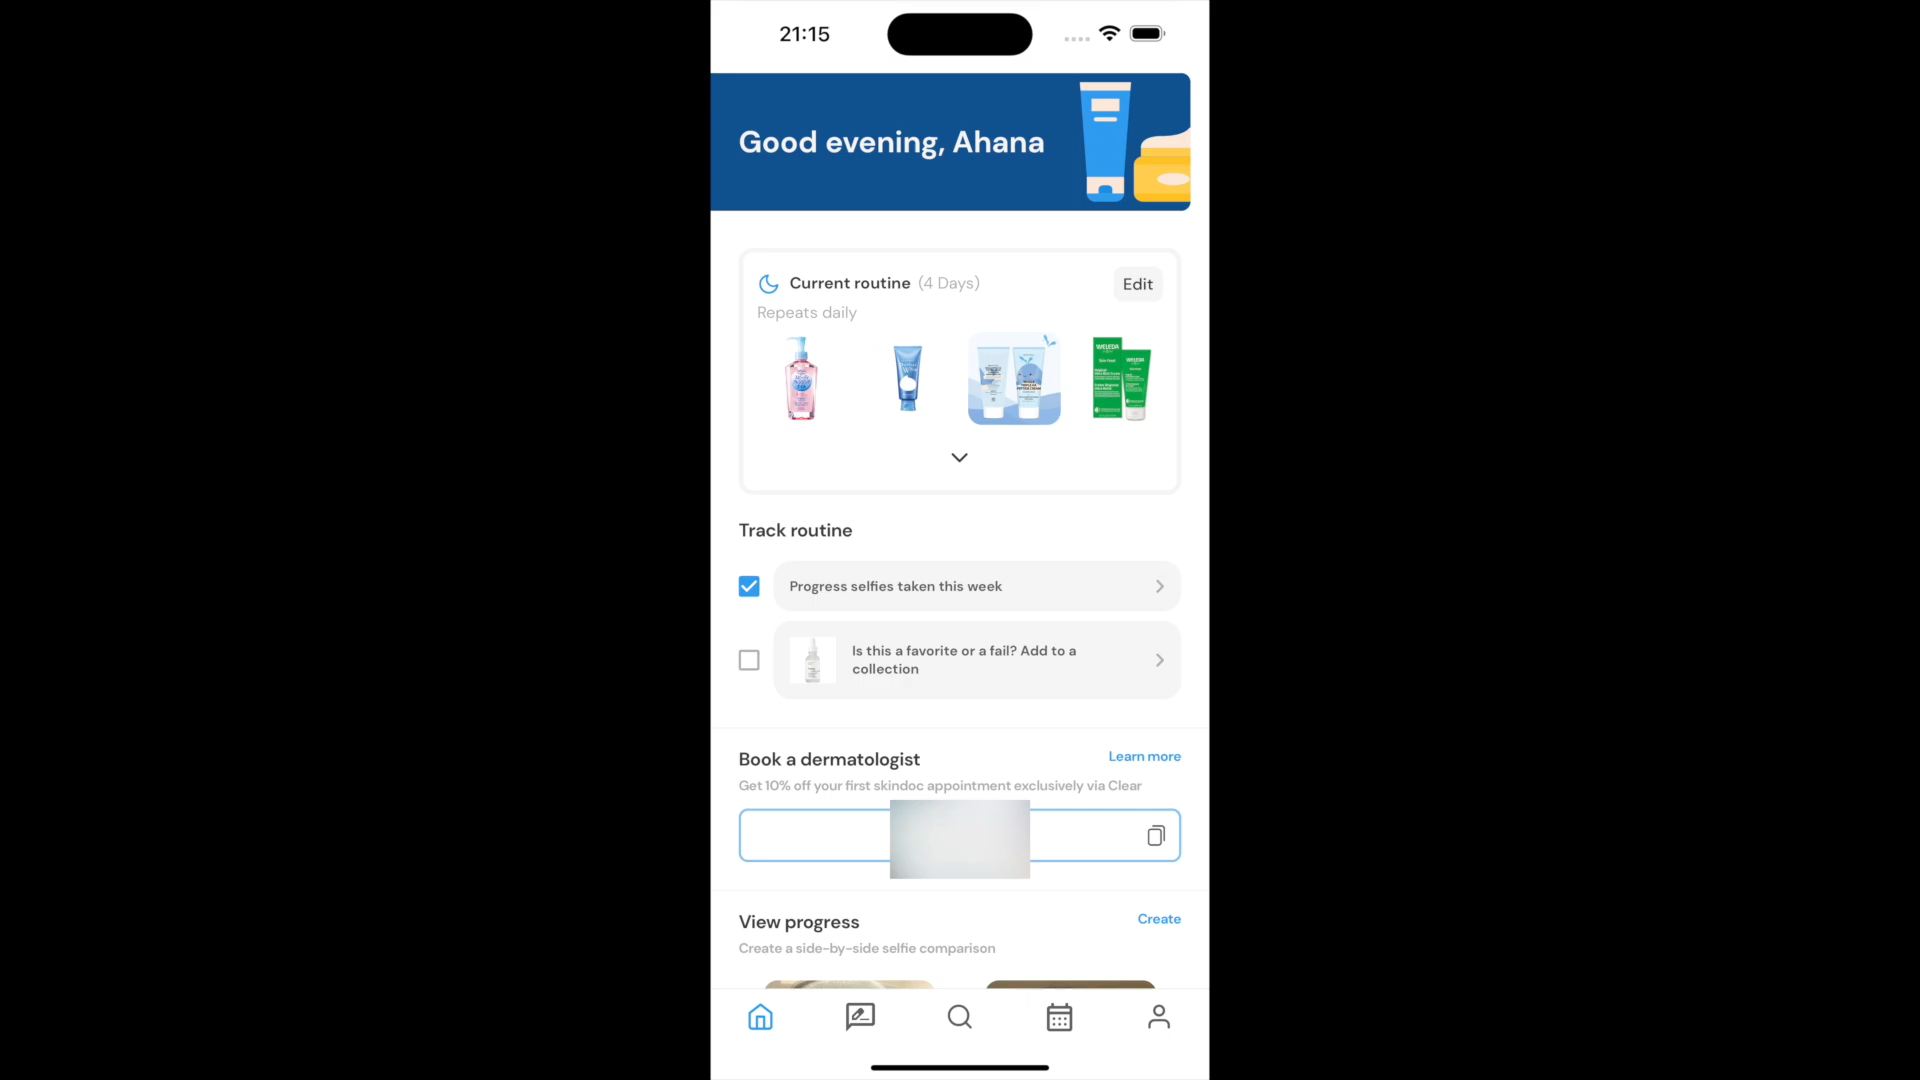 21:15
Good evening, Ahana
Current routine (4 Days)
Edit
Repeats daily
WELEDA
WELEDA
Track routine
Progress selfies taken this week
Is this a favorite or a fail? Add to a
collection
Book a dermatologist
Learn more
Get 10% off your first skindoc appointment exclusively via Clear
View progress
Create
Create a side-by-side selfie comparison